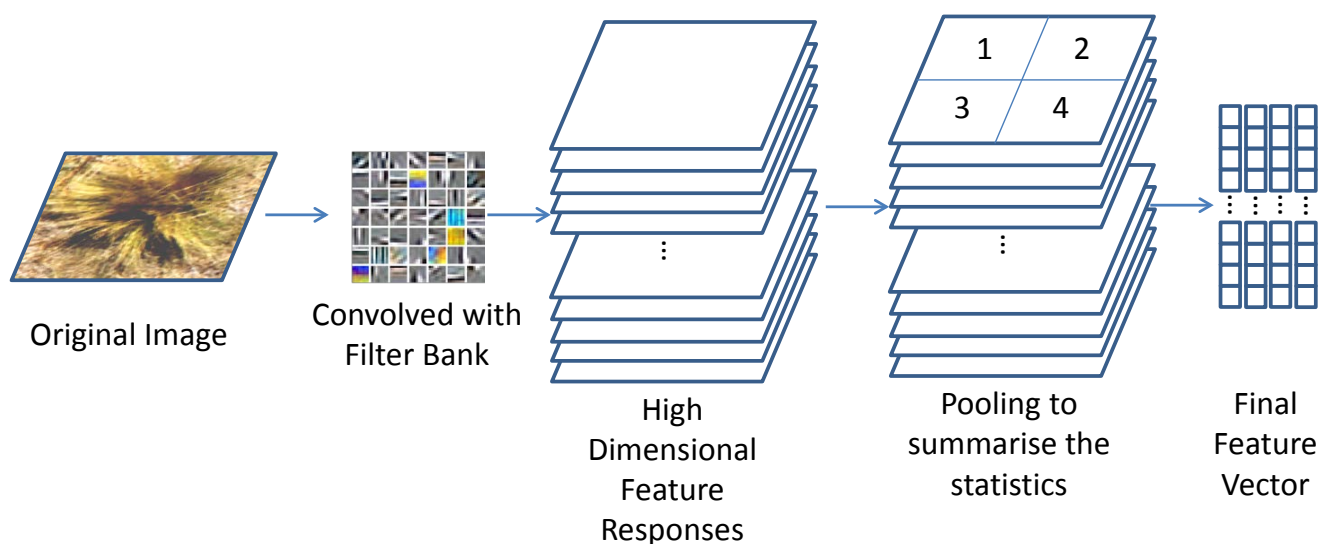 Original Image
Convolved with
Filter Bank
⋮
High
Dimensional
Feature
Responses
1 2
3 4
⋮
Pooling to
summarise the
statistics
⋮ ⋮ ⋮ ⋮
Final
Feature
Vector